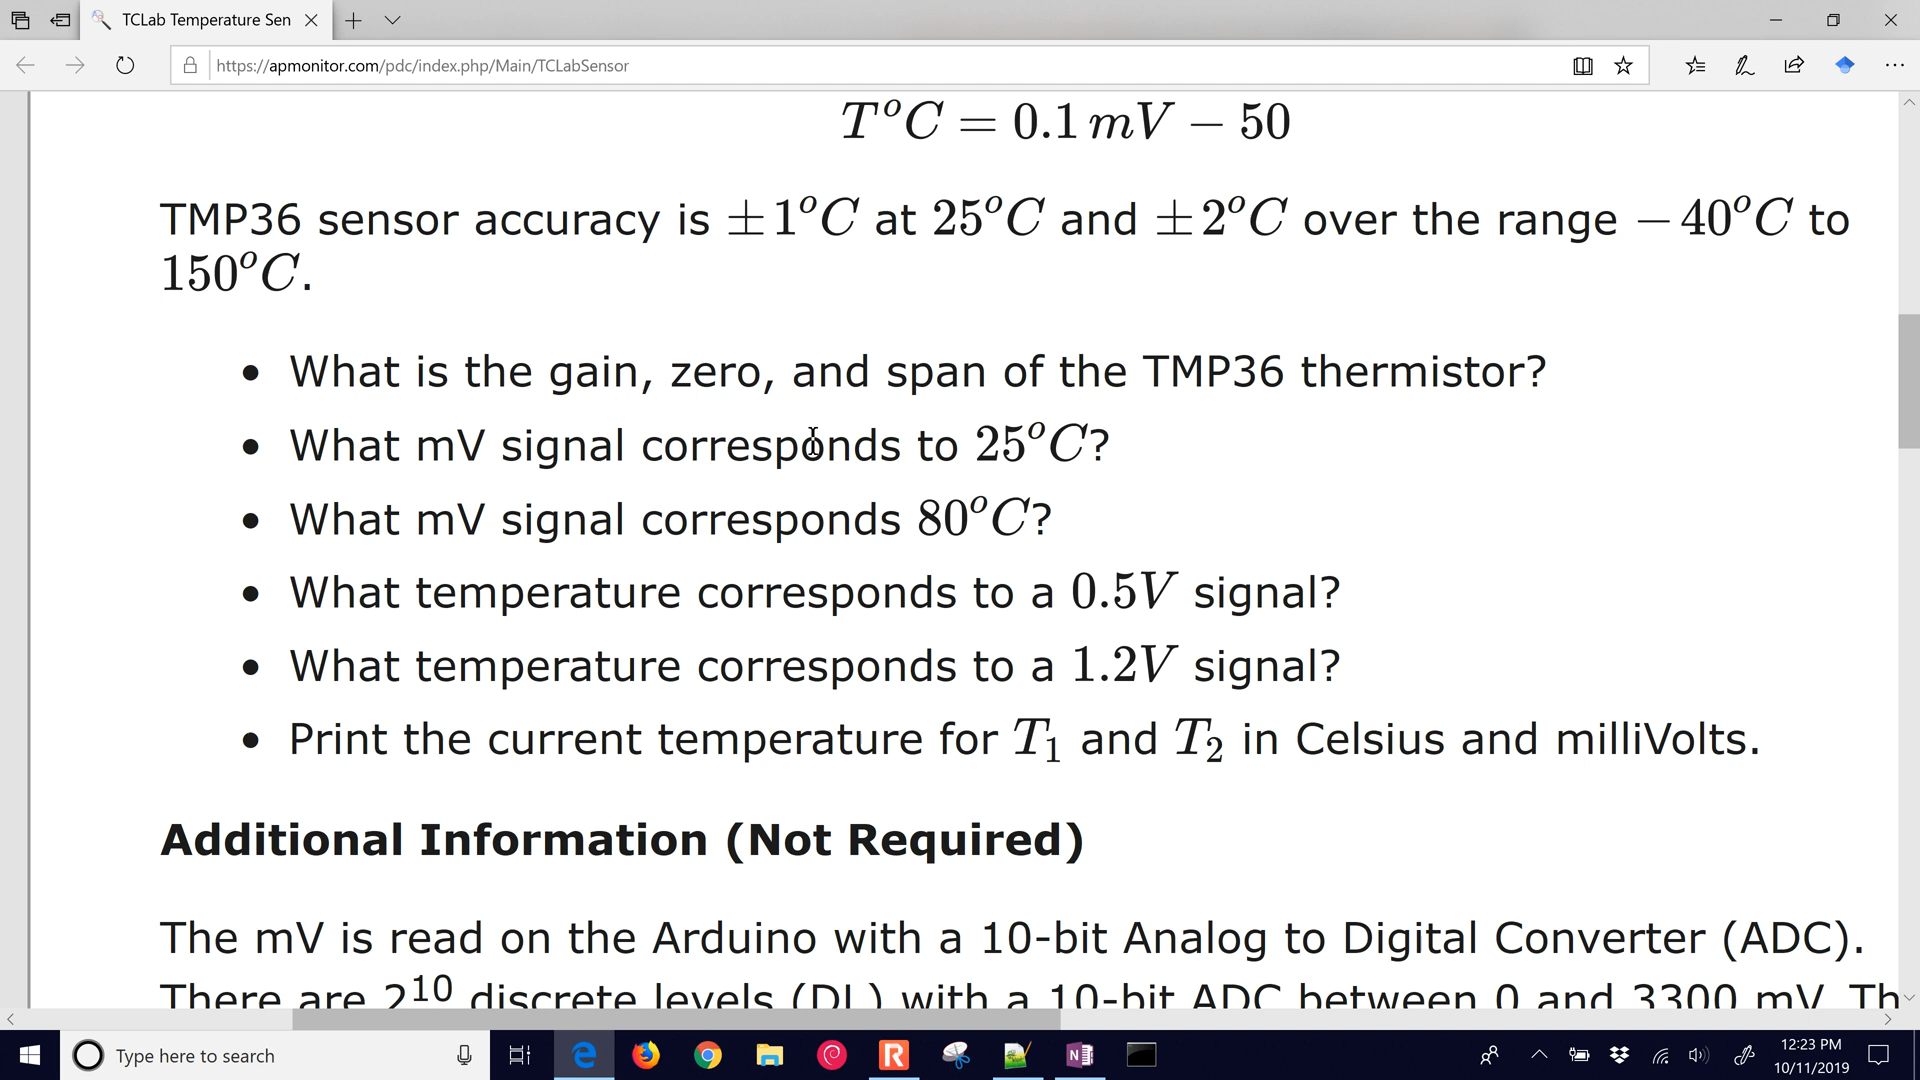 TCLab Temperature Sen
https://apmonitor.com/pdc/index.php/Main/TCLabSensor
T°C = 0.1 mV − 50
TMP36 sensor accuracy is ±1°C at 25°C and ±2°C over the range −40°C to
150°C.
• What is the gain, zero, and span of the TMP36 thermistor?
• What mV signal corresponds to 25°C?
• What mV signal corresponds 80°C?
• What temperature corresponds to a 0.5V signal?
• What temperature corresponds to a 1.2V signal?
• Print the current temperature for T₁ and T₂ in Celsius and milliVolts.
Additional Information (Not Required)
The mV is read on the Arduino with a 10-bit Analog to Digital Converter (ADC).
There are 2¹⁰ discrete levels (DL) with a 10-bit ADC between 0 and 3300 mV. Th
Type here to search
12:23 PM
10/11/2019